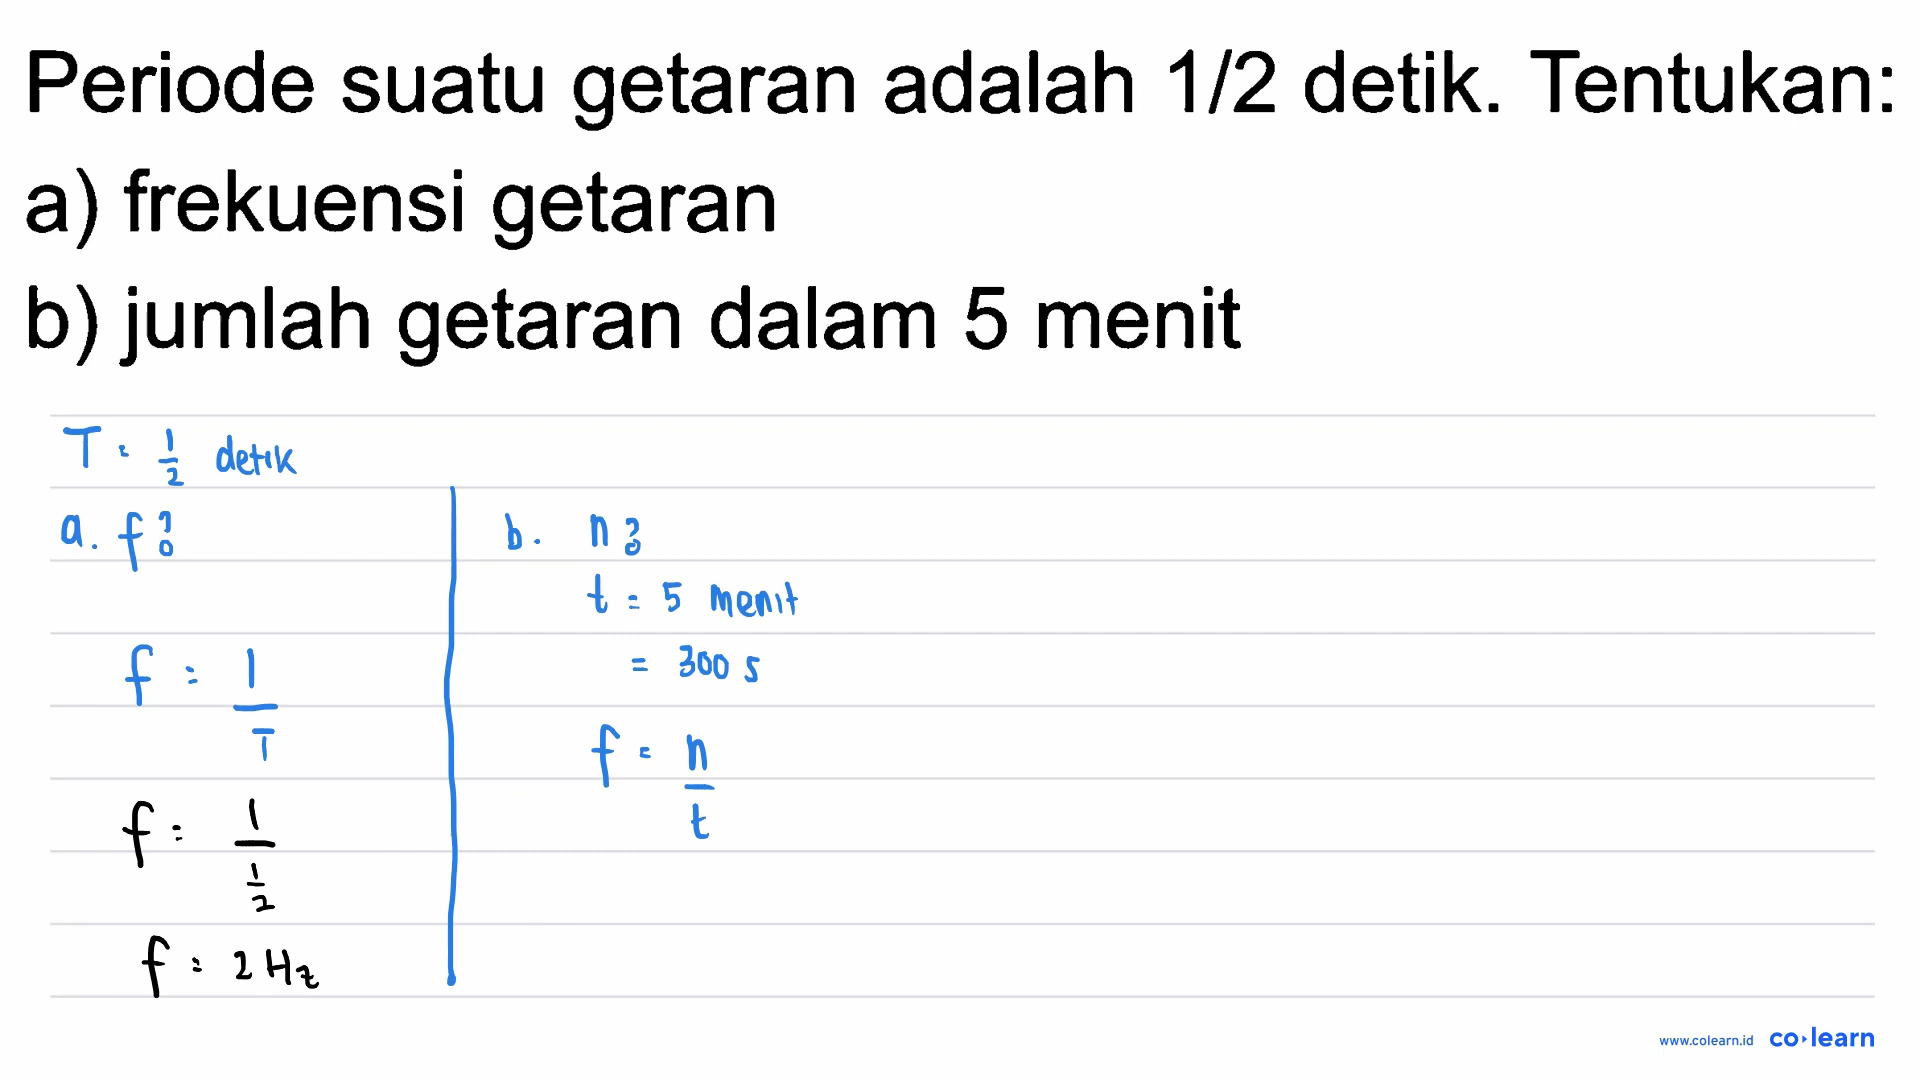 Periode suatu getaran adalah 1/2 detik. Tentukan:
a) frekuensi getaran
b) jumlah getaran dalam 5 menit
T = 1/2 detik
a. f?
f = 1/T
f = 1/(1/2)
f = 2 Hz
b. n?
t = 5 menit
= 300 s
f = n/t
www.colearn.id co·learn